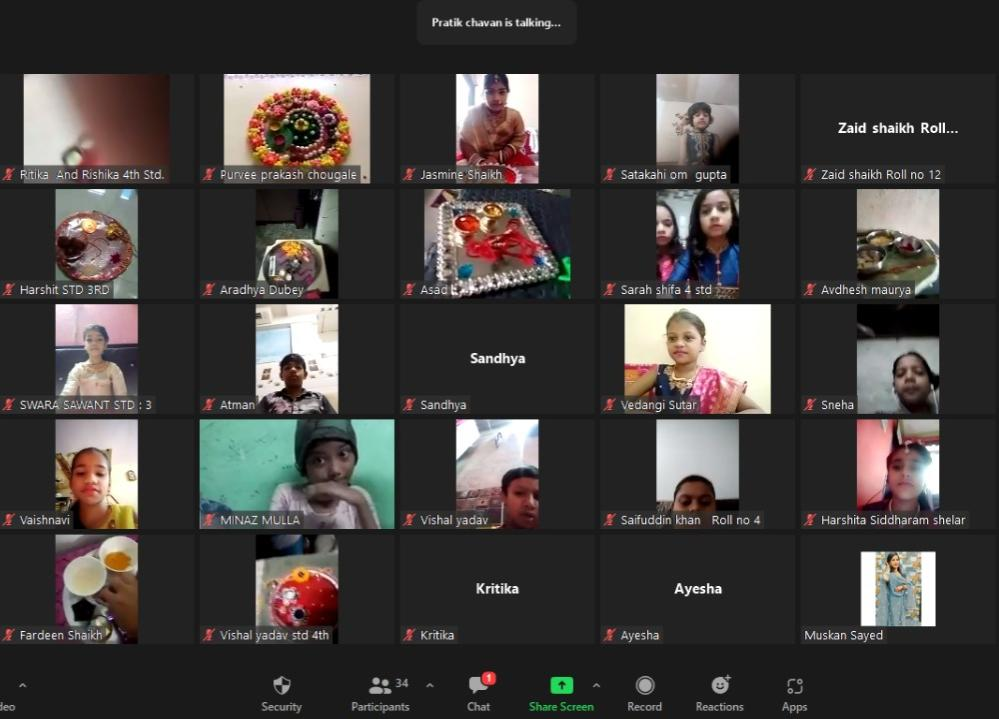 Pratik chavan is talking...
Zaid shaikh Roll...
Ritika And Rishika 4th Std.
Purvee prakash chougale
Jasmine Shaikh
Satakahi om gupta
Zaid shaikh Roll no 12
Harshit STD 3RD
Aradhya Dubey
Asad
Sarah shifa 4 std
Avdhesh maurya
Sandhya
SWARA SAWANT STD : 3
Atman
Sandhya
Vedangi Sutar
Sneha
Vaishnavi
MINAZ MULLA
Vishal yadav
Saifuddin khan Roll no 4
Harshita Siddharam shelar
Kritika
Ayesha
Fardeen Shaikh
Vishal yadav std 4th
Kritika
Ayesha
Muskan Sayed
34
1
deo
Security
Participants
Chat
Share Screen
Record
Reactions
Apps